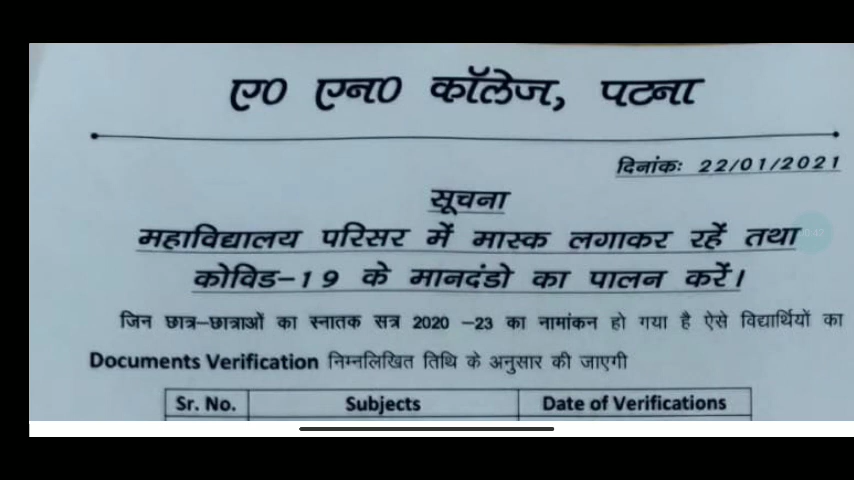 ए० एन० कॉलेज, पटना
दिनांकः 22/01/2021
सूचना
महाविद्यालय परिसर में मास्क लगाकर रहें तथा
कोविड–19 के मानदंडो का पालन करें।
जिन छात्र–छात्राओं का स्नातक सत्र 2020 –23 का नामांकन हो गया है ऐसे विद्यार्थियों का
Documents Verification निम्नलिखित तिथि के अनुसार की जाएगी
Sr. No. Subjects Date of Verifications